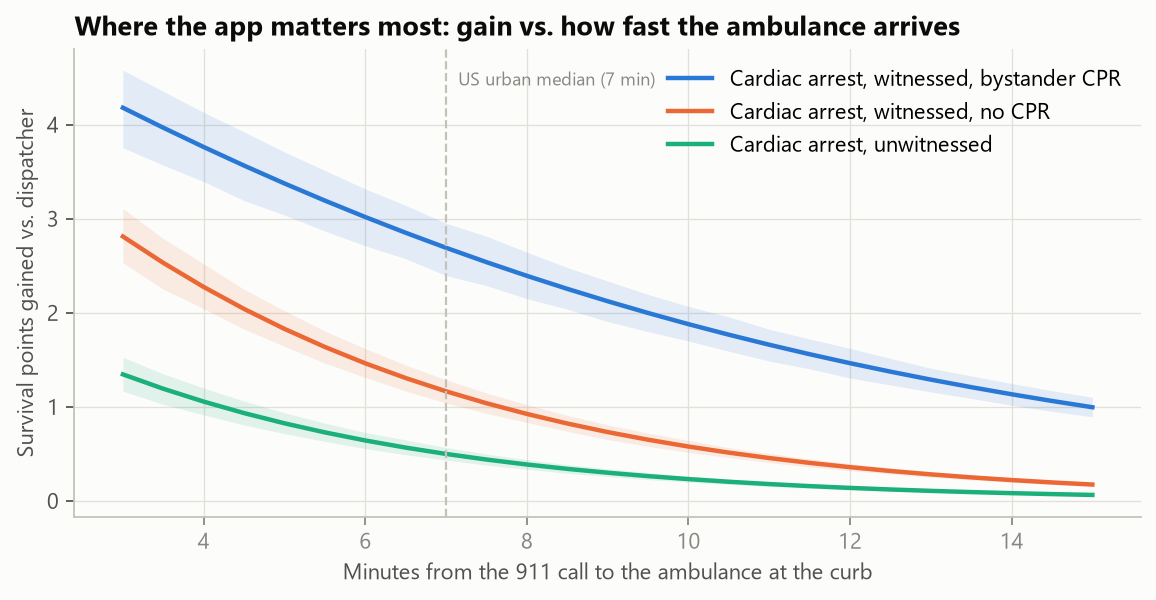 Where the app matters most: gain vs. how fast the ambulance arrives
US urban median (7 min)
Cardiac arrest, witnessed, bystander CPR
Cardiac arrest, witnessed, no CPR
Cardiac arrest, unwitnessed
Survival points gained vs. dispatcher
4
3
2
1
0
4 6 8 10 12 14
Minutes from the 911 call to the ambulance at the curb